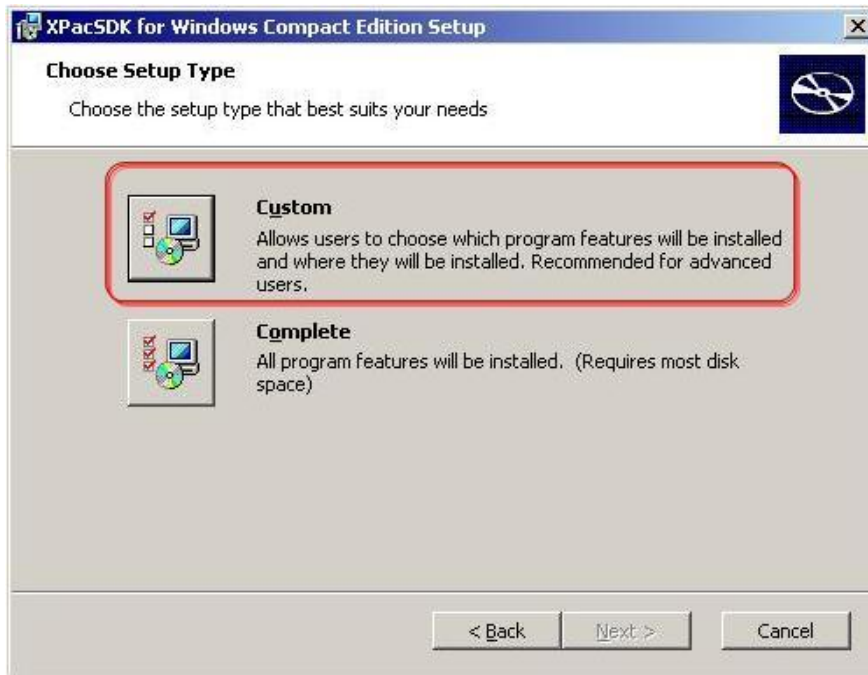 XPacSDK for Windows Compact Edition Setup
Choose Setup Type
Choose the setup type that best suits your needs
Custom
Allows users to choose which program features will be installed
and where they will be installed. Recommended for advanced
users.
Complete
All program features will be installed. (Requires most disk
space)
< Back
Next >
Cancel